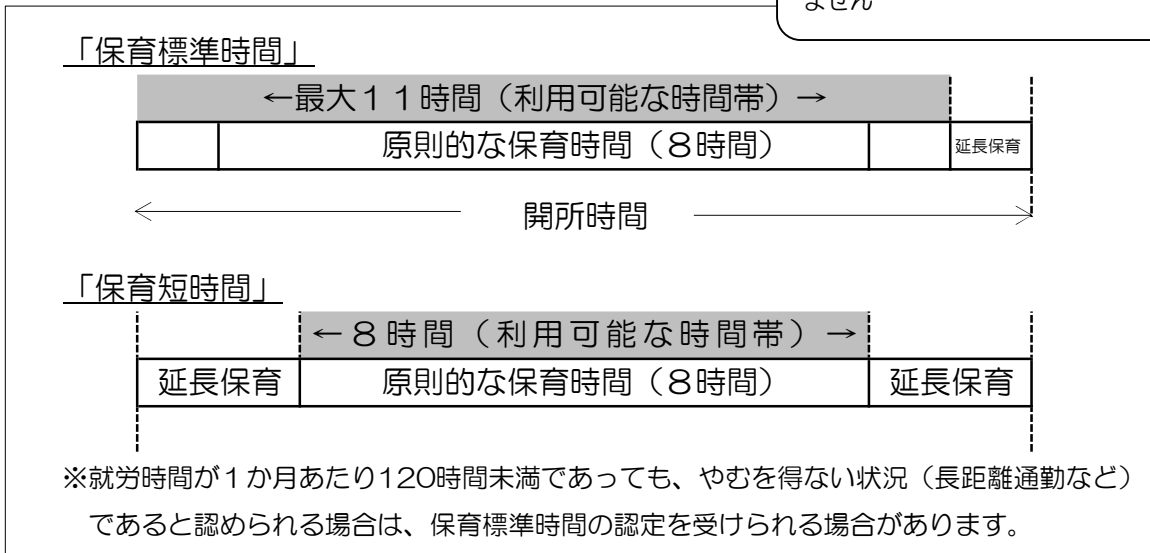 ません
「保育標準時間」
←最大11時間(利用可能な時間帯)→
原則的な保育時間(8時間)
延長保育
開所時間
「保育短時間」
←8時間(利用可能な時間帯)→
延長保育 原則的な保育時間(8時間) 延長保育
※就労時間が1か月あたり120時間未満であっても、やむを得ない状況(長距離通勤など)
であると認められる場合は、保育標準時間の認定を受けられる場合があります。